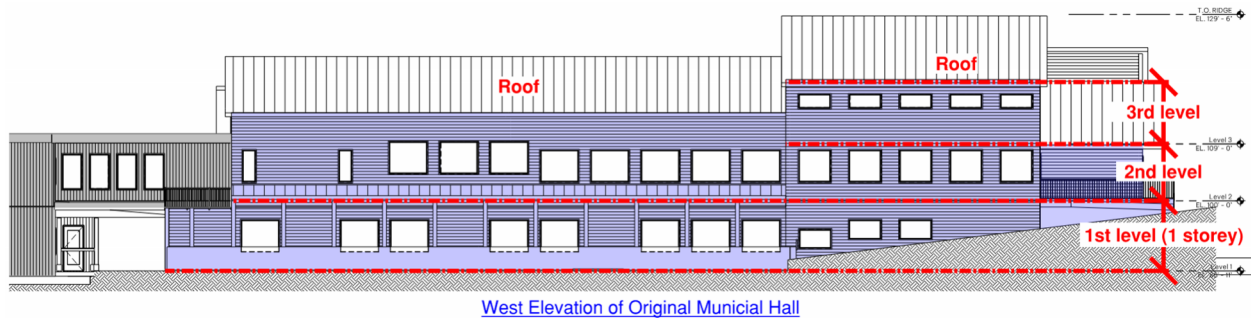 T.O. RIDGE
EL. 129' - 6"
Roof
Roof
3rd level
Level 3
EL. 109' - 0"
2nd level
Level 2
EL. 100' - 0"
1st level (1 storey)
Level 1
West Elevation of Original Municial Hall